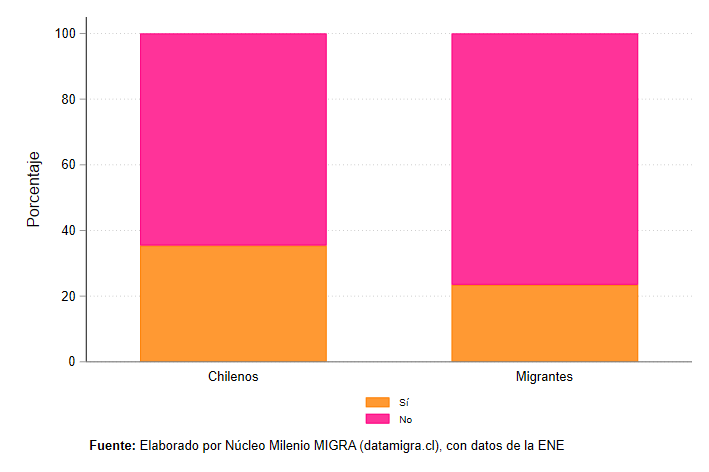 100
80
60
40
20
0
Porcentaje
Chilenos
Migrantes
Sí
No
Fuente: Elaborado por Núcleo Milenio MIGRA (datamigra.cl), con datos de la ENE